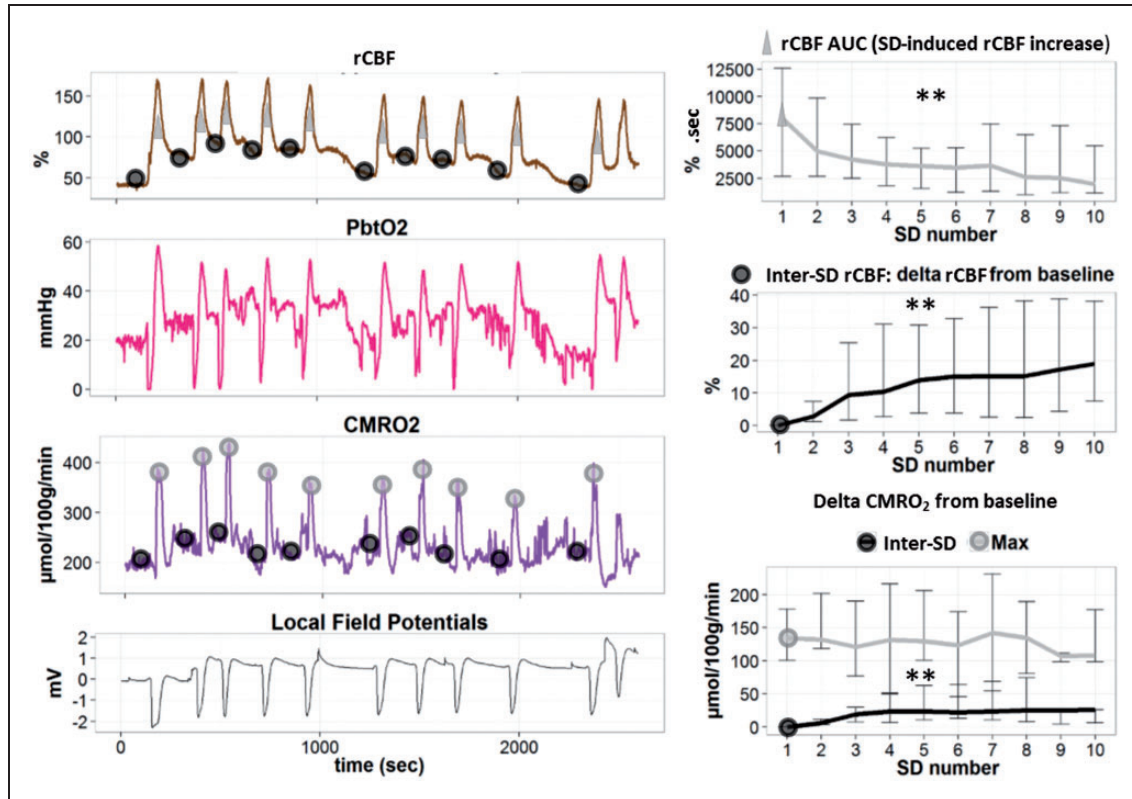 rCBF
150
100
50
%
PbtO2
60
40
20
0
mmHg
CMRO2
400
300
200
µmol/100g/min
Local Field Potentials
2
1
0
-1
-2
mV
0 1000 2000
time (sec)
rCBF AUC (SD-induced rCBF increase)
12500
10000
7500
5000
2500
% .sec
**
1 2 3 4 5 6 7 8 9 10
SD number
Inter-SD rCBF: delta rCBF from baseline
40
30
20
10
0
%
**
1 2 3 4 5 6 7 8 9 10
SD number
Delta CMRO₂ from baseline
Inter-SD Max
200
150
100
50
0
µmol/100g/min
**
1 2 3 4 5 6 7 8 9 10
SD number